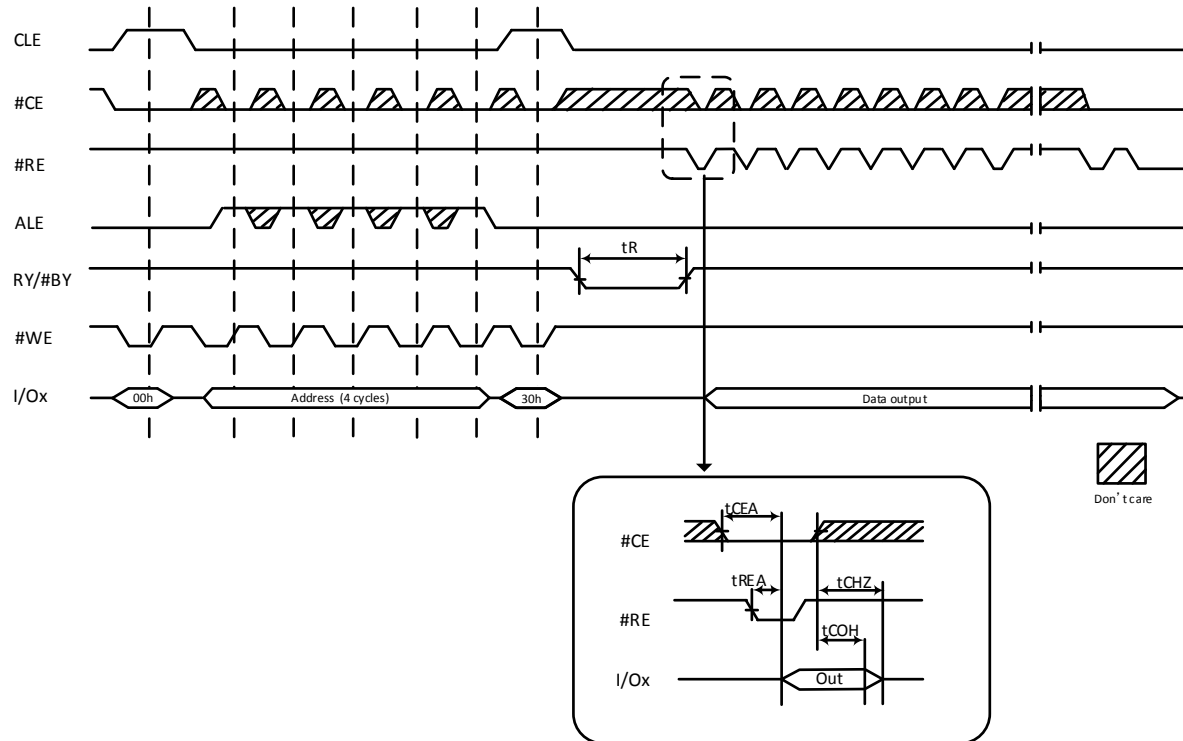 CLE
#CE
#RE
ALE
tR
RY/#BY
#WE
I/Ox
00h
Address (4 cycles)
30h
Data output
Don't care
tCEA
#CE
tREA
tCHZ
#RE
tCOH
I/Ox
Out